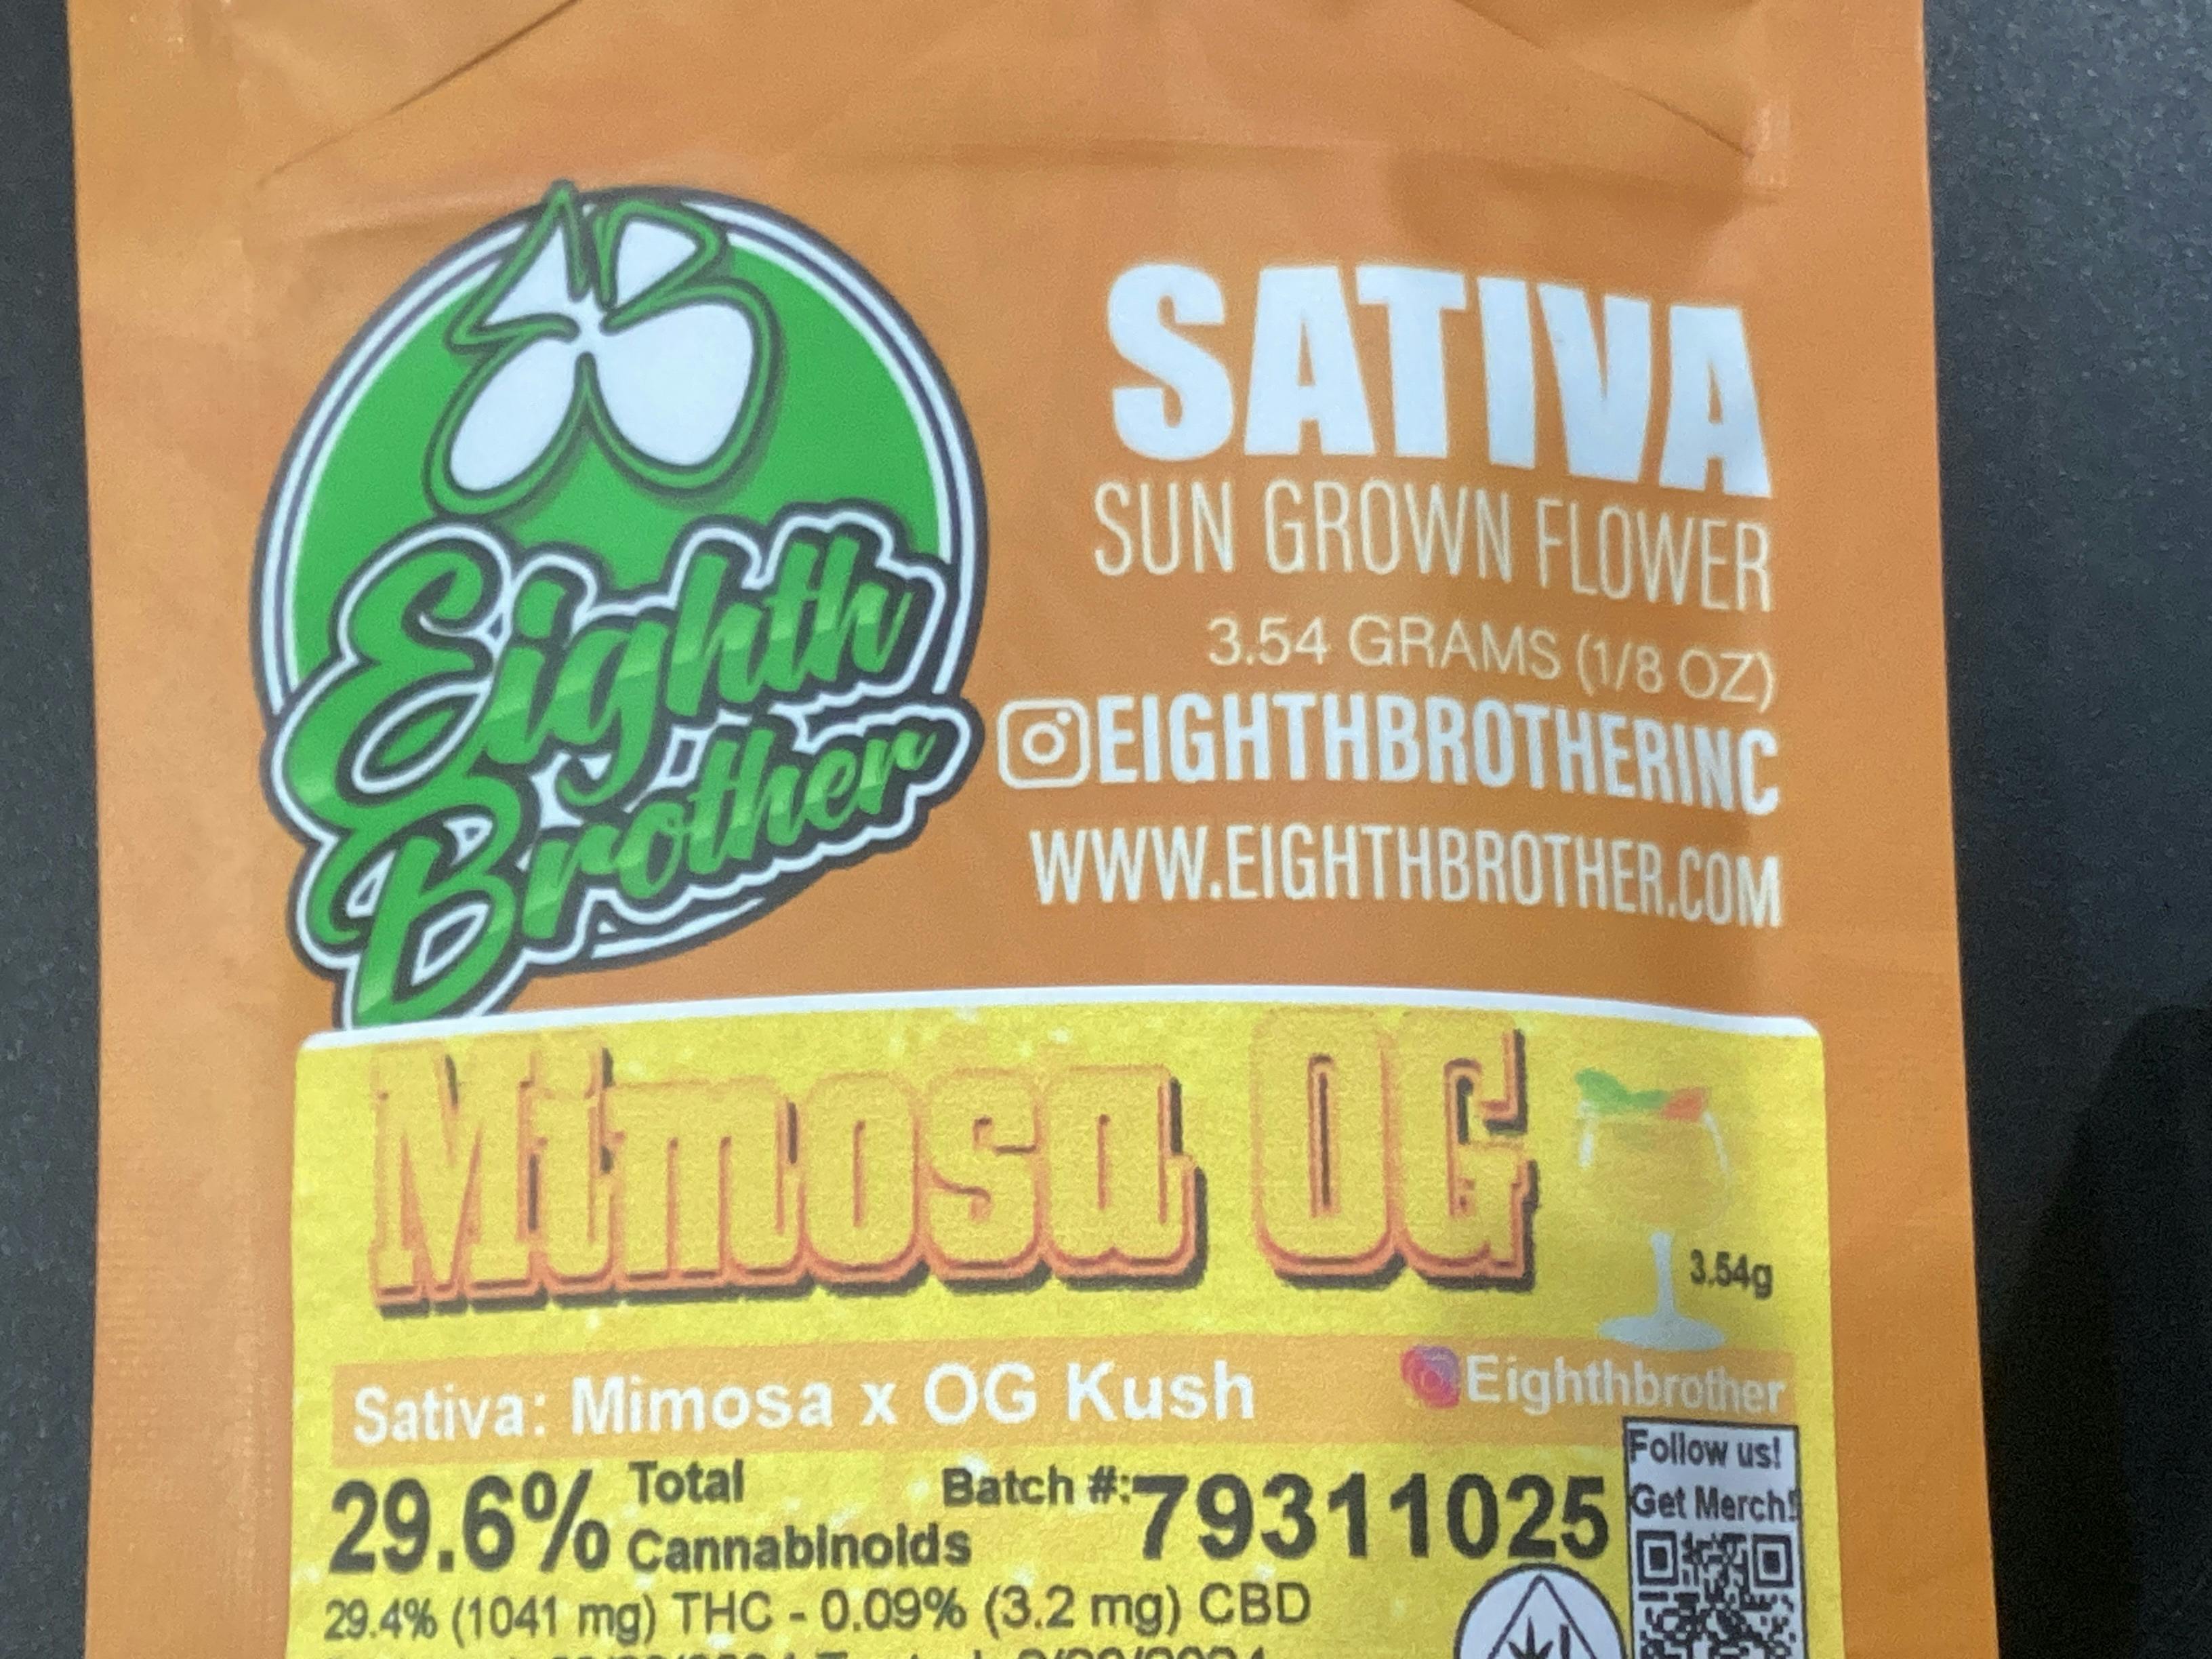 Eighth
Brother
SATIVA
SUN GROWN FLOWER
3.54 GRAMS (1/8 OZ)
EIGHTHBROTHERINC
WWW.EIGHTHBROTHER.COM
Mimosa OG
3.54g
Sativa: Mimosa x OG Kush
Eighthbrother
29.6% Total Cannabinoids
Batch #:79311025
Follow us!
Get Merch!
29.4% (1041 mg) THC - 0.09% (3.2 mg) CBD